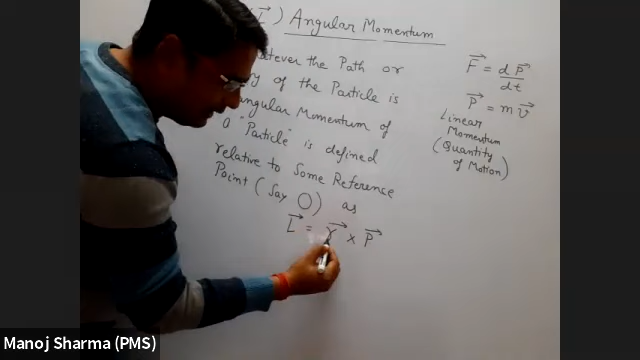 L⃗ ) Angular Momentum
the Path or
of the Particle is
Angular Momentum of
a "Particle" is defined
relative to Some Reference
Point (Say O) as
L⃗ = r⃗ × P⃗
F⃗ = dP⃗/dt
P⃗ = m v⃗
Linear
Momentum
(Quantity
of Motion)
Manoj Sharma (PMS)